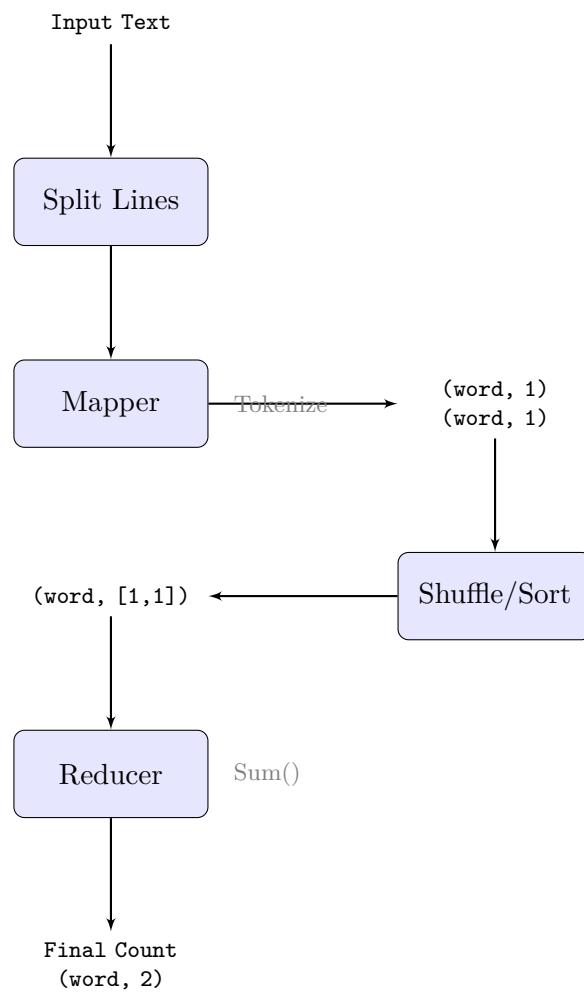 Input Text
Split Lines
Mapper
Tokenize
(word, 1)
(word, 1)
Shuffle/Sort
(word, [1,1])
Reducer
Sum()
Final Count
(word, 2)